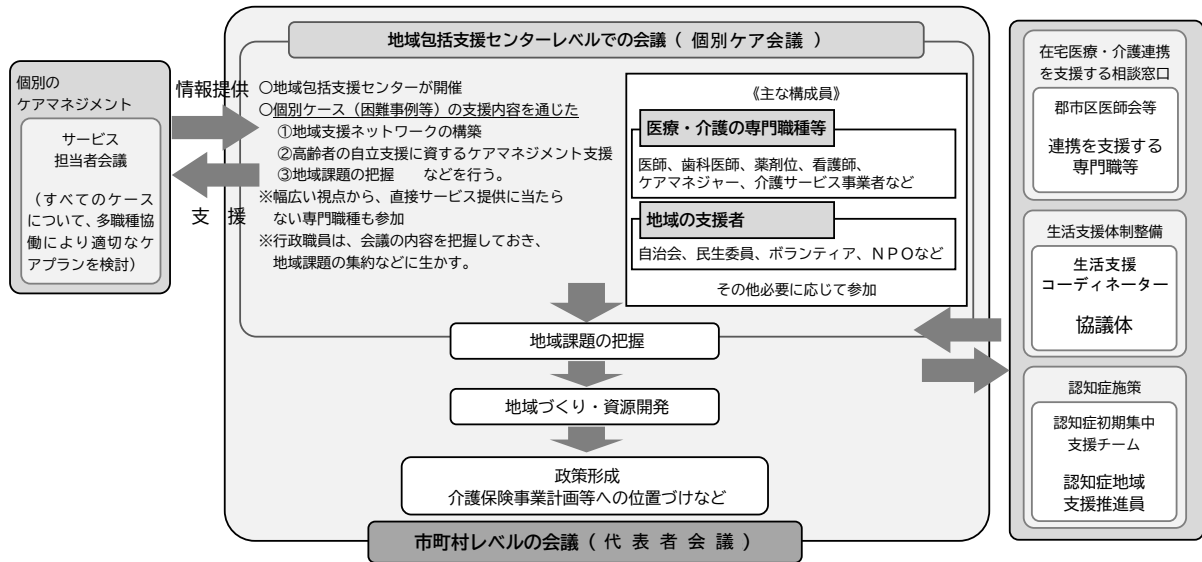 地域包括支援センターレベルでの会議（ 個別ケア会議 ）
個別の
ケアマネジメント
サービス
担当者会議
（すべてのケース
について、多職種協
働により適切なケ
アプランを検討）
情報提供
支　援
○地域包括支援センターが開催
○個別ケース（困難事例等）の支援内容を通じた
①地域支援ネットワークの構築
②高齢者の自立支援に資するケアマネジメント支援
③地域課題の把握　　などを行う。
※幅広い視点から、直接サービス提供に当たら
ない専門職種も参加
※行政職員は、会議の内容を把握しておき、
地域課題の集約などに生かす。
《主な構成員》
医療・介護の専門職種等
医師、歯科医師、薬剤位、看護師、
ケアマネジャー、介護サービス事業者など
地域の支援者
自治会、民生委員、ボランティア、ＮＰＯなど
その他必要に応じて参加
地域課題の把握
地域づくり・資源開発
政策形成
介護保険事業計画等への位置づけなど
市町村レベルの会議（ 代 表 者 会 議 ）
在宅医療・介護連携
を支援する相談窓口
郡市区医師会等
連携を支援する
専門職等
生活支援体制整備
生活支援
コーディネーター
協議体
認知症施策
認知症初期集中
支援チーム
認知症地域
支援推進員